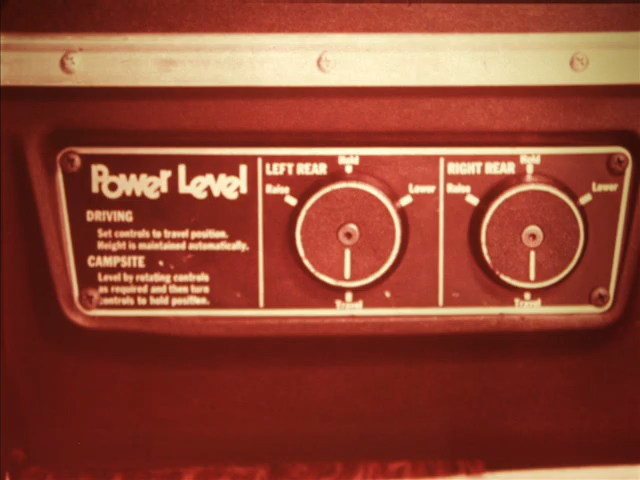 Power Level
DRIVING
Set controls to travel position.
Height is maintained automatically.
CAMPSITE
Level by rotating controls
as required and then turn
controls to hold position.
LEFT REAR
Hold
Raise
Lower
Travel
RIGHT REAR
Hold
Raise
Lower
Travel